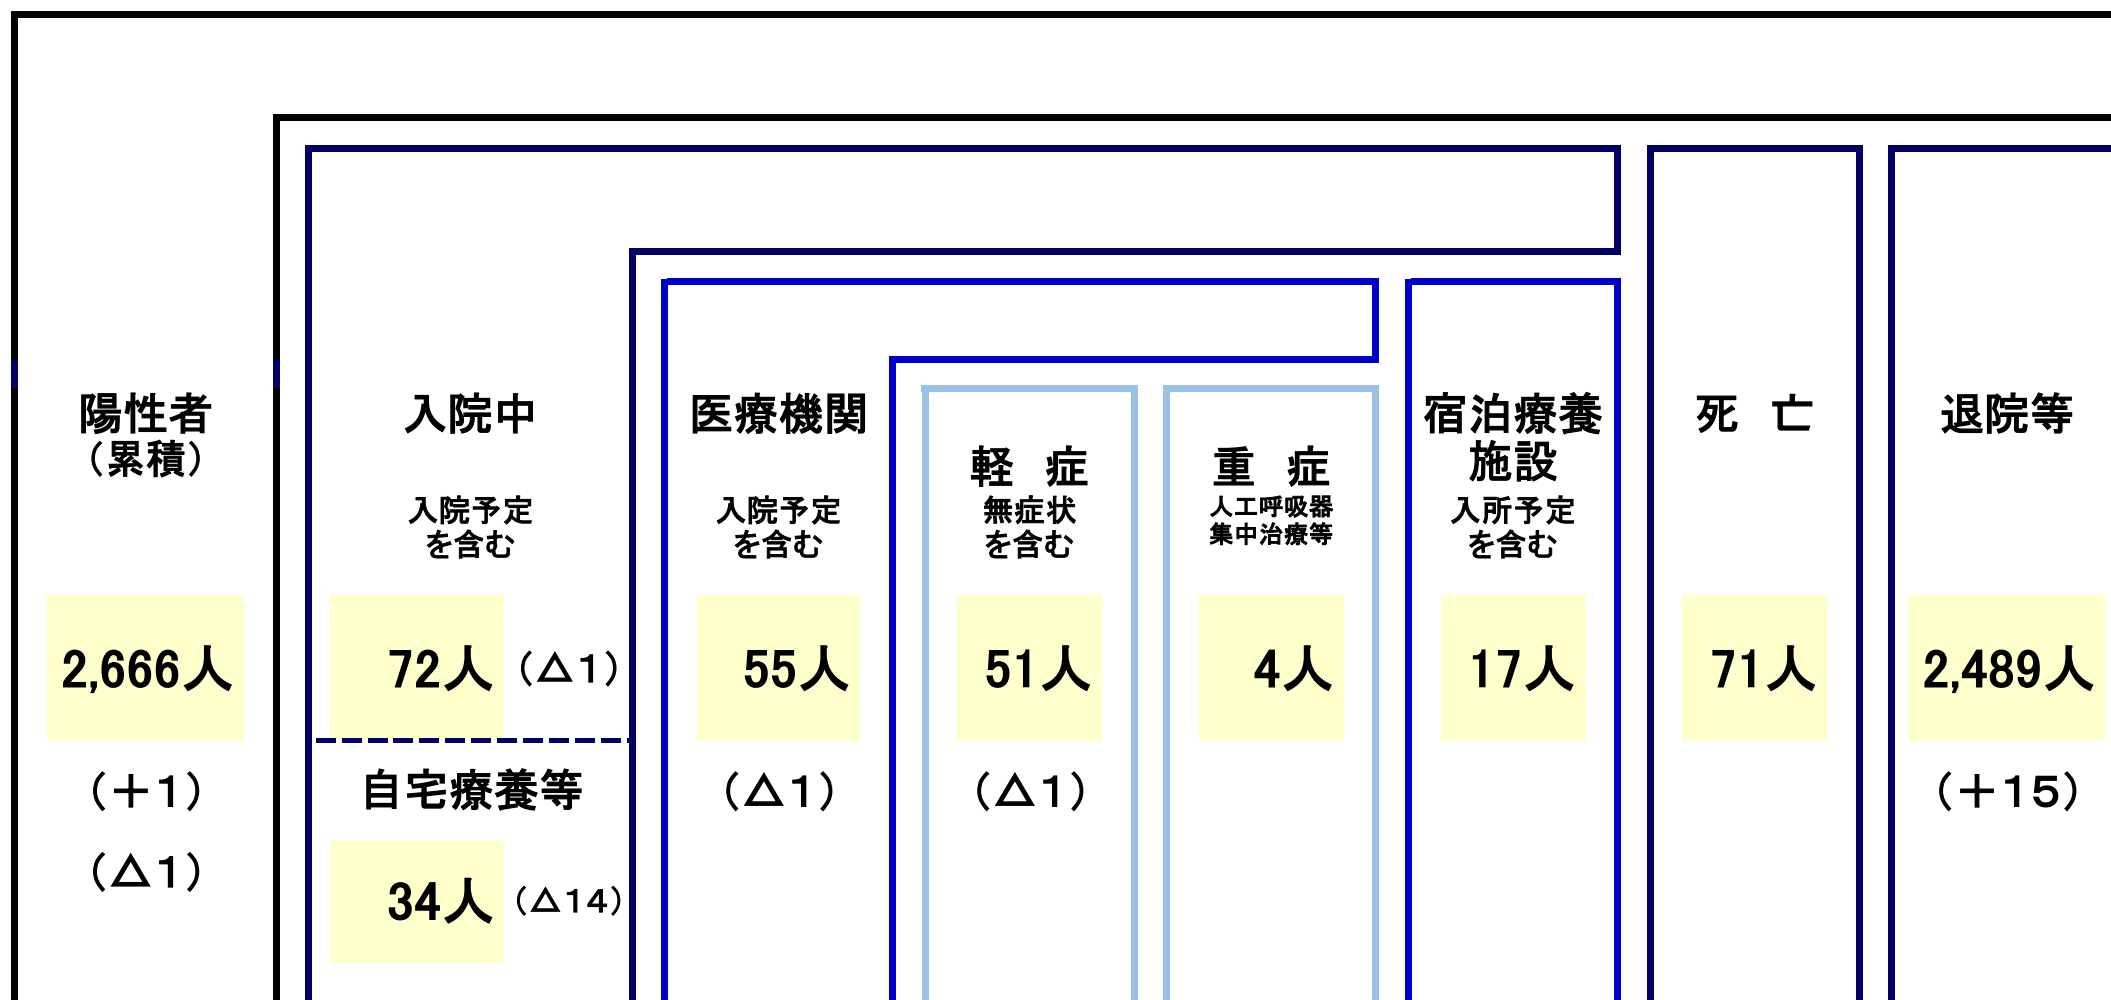 陽性者
（累積）
2,666人
（＋1）
（△1）
入院中
入院予定
を含む
72人（△1）
自宅療養等
34人（△14）
医療機関
入院予定
を含む
55人
（△1）
軽　症
無症状
を含む
51人
（△1）
重　症
人工呼吸器
集中治療等
4人
宿泊療養
施設
入所予定
を含む
17人
死　亡
71人
退院等
2,489人
（＋15）